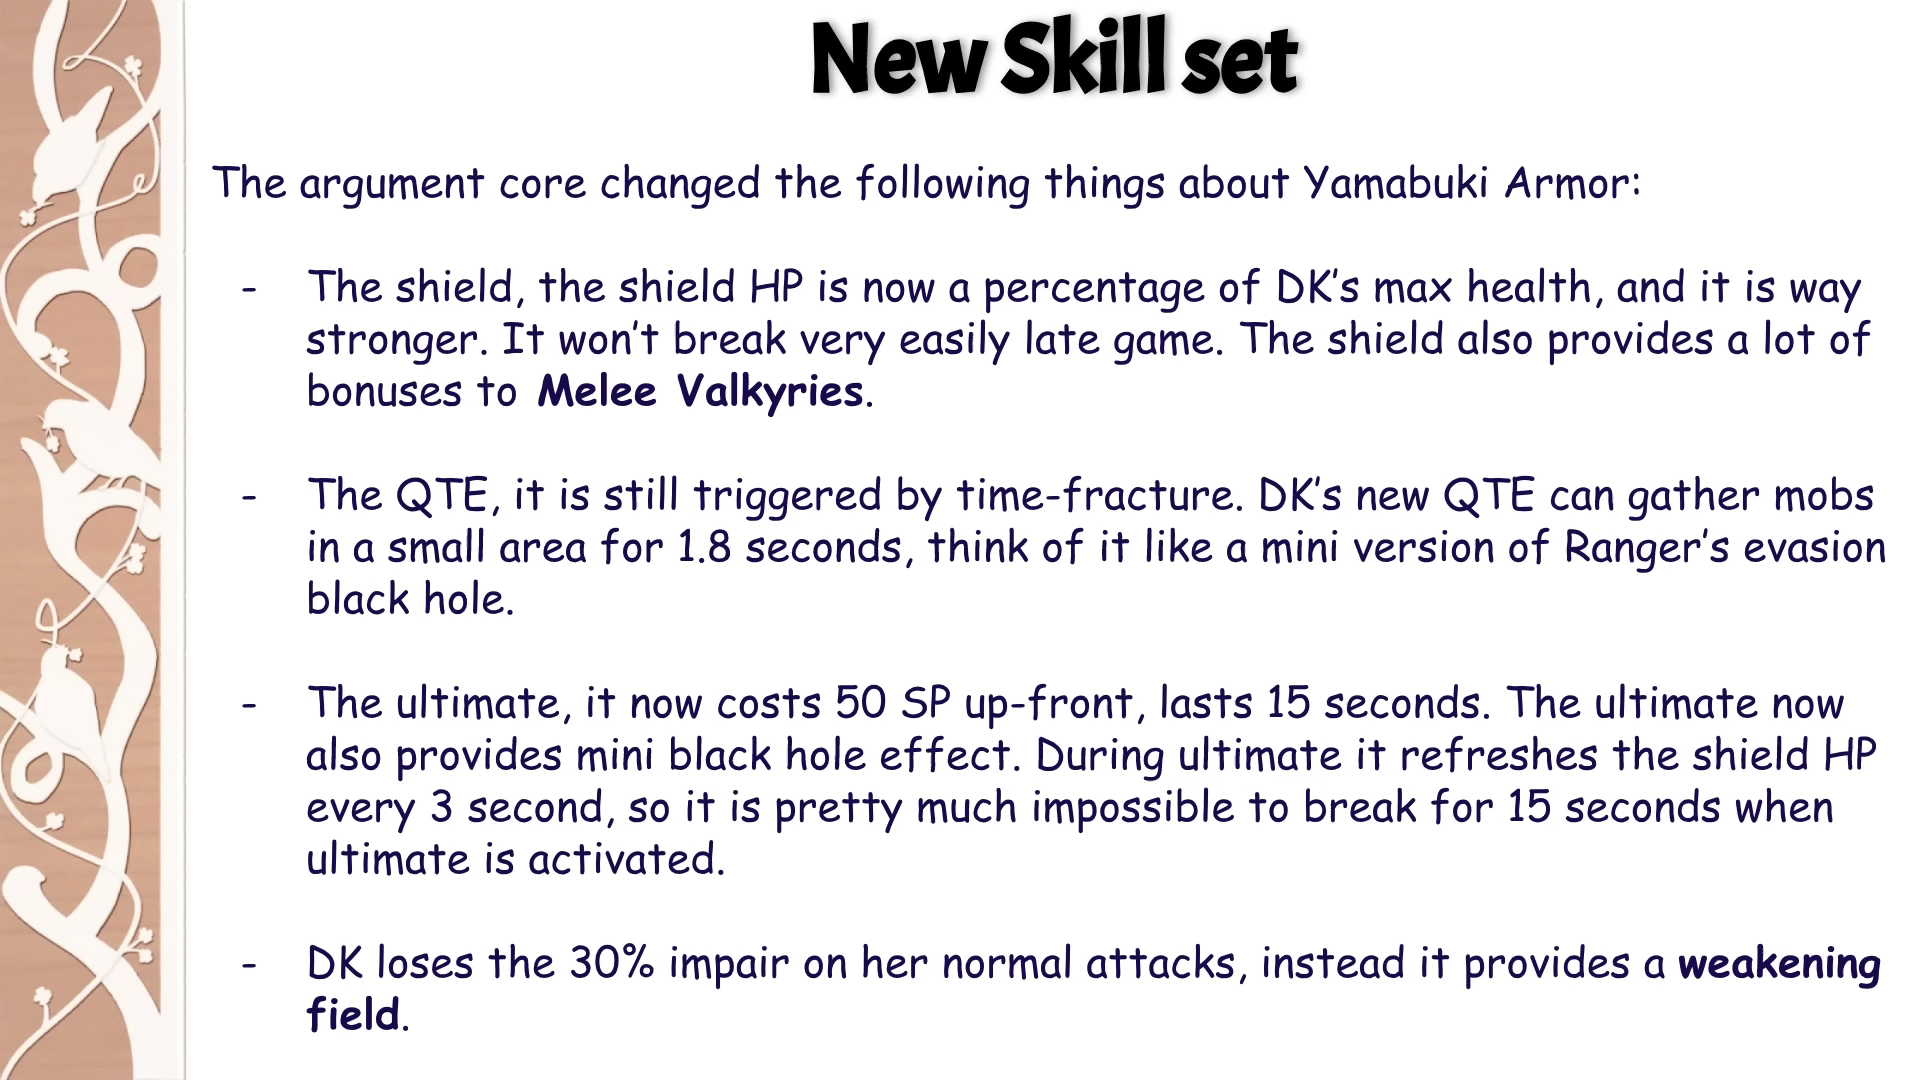 New Skill set
The argument core changed the following things about Yamabuki Armor:
- The shield, the shield HP is now a percentage of DK's max health, and it is way
stronger. It won't break very easily late game. The shield also provides a lot of
bonuses to Melee Valkyries.
- The QTE, it is still triggered by time-fracture. DK's new QTE can gather mobs
in a small area for 1.8 seconds, think of it like a mini version of Ranger's evasion
black hole.
- The ultimate, it now costs 50 SP up-front, lasts 15 seconds. The ultimate now
also provides mini black hole effect. During ultimate it refreshes the shield HP
every 3 second, so it is pretty much impossible to break for 15 seconds when
ultimate is activated.
- DK loses the 30% impair on her normal attacks, instead it provides a weakening
field.